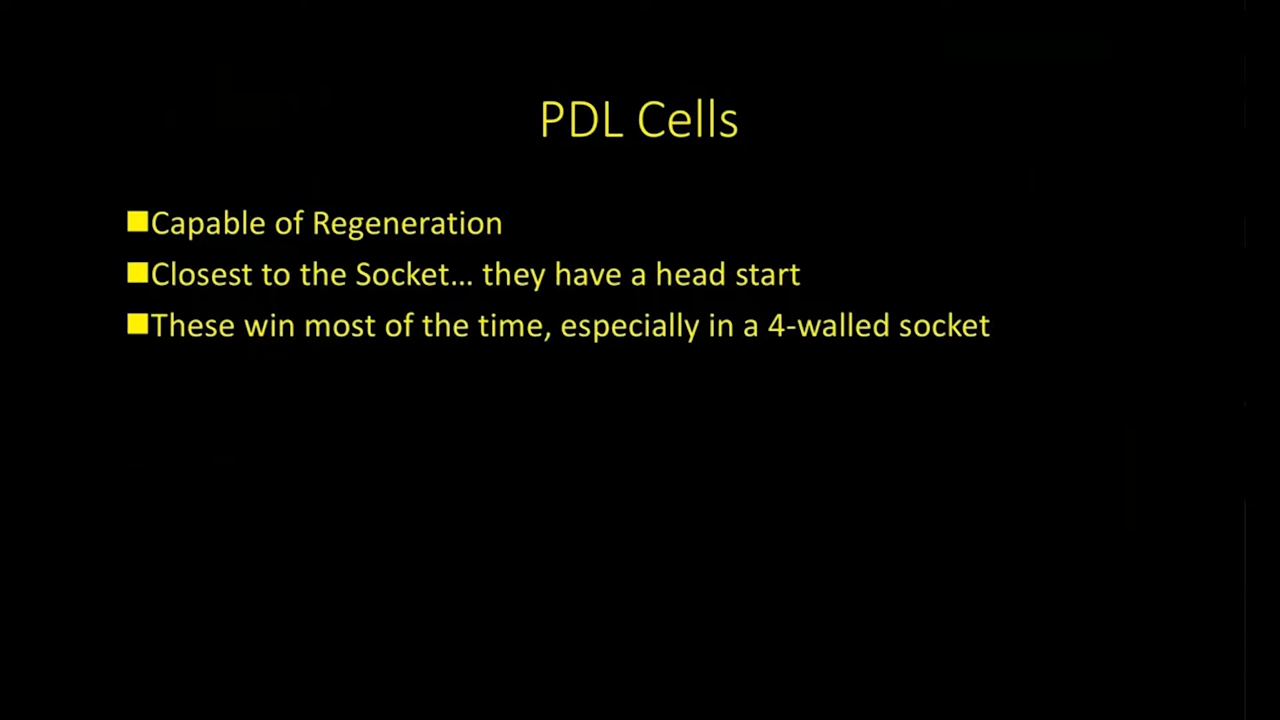 PDL Cells
■Capable of Regeneration
■Closest to the Socket... they have a head start
■These win most of the time, especially in a 4-walled socket